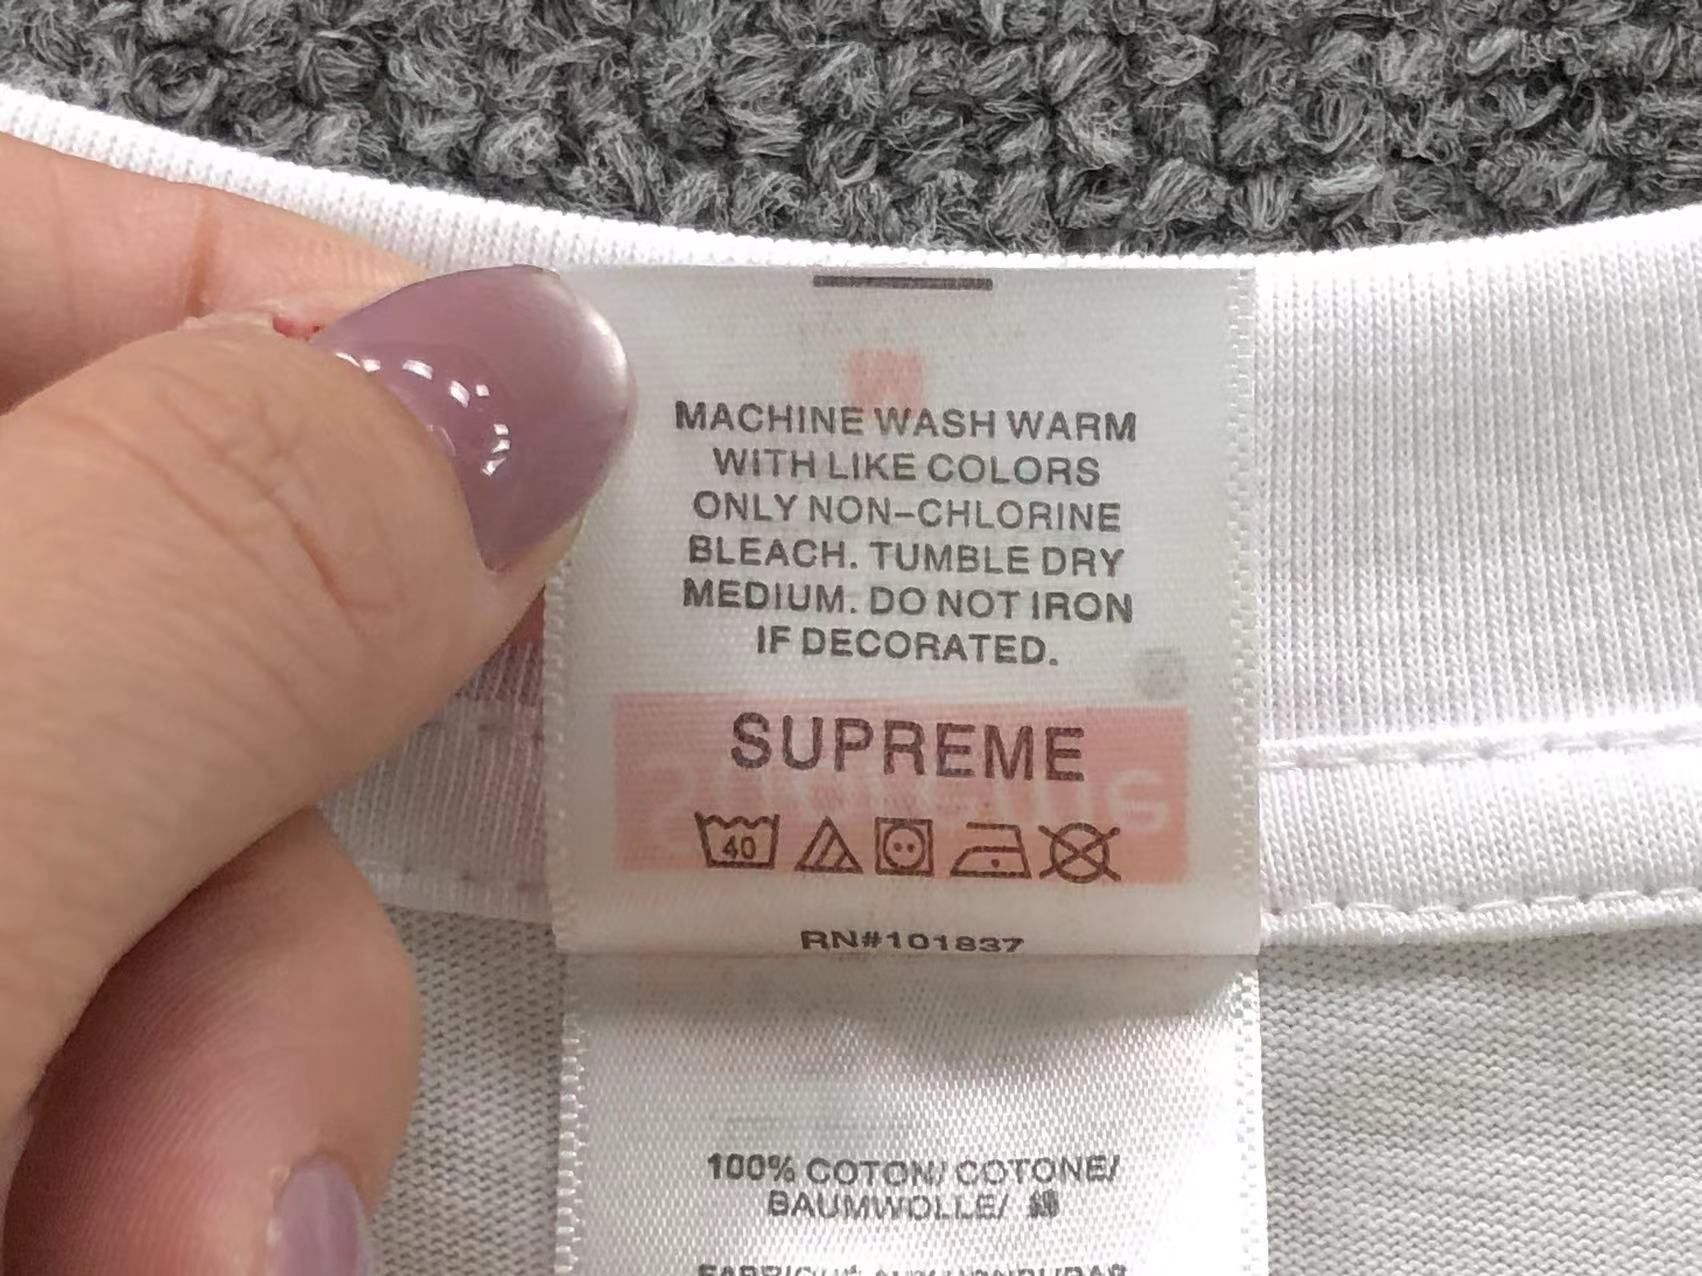 MACHINE WASH WARM
WITH LIKE COLORS
ONLY NON-CHLORINE
BLEACH. TUMBLE DRY
MEDIUM. DO NOT IRON
IF DECORATED.
SUPREME
40
RN#101837
100% COTON/ COTONE/
BAUMWOLLE/ 綿